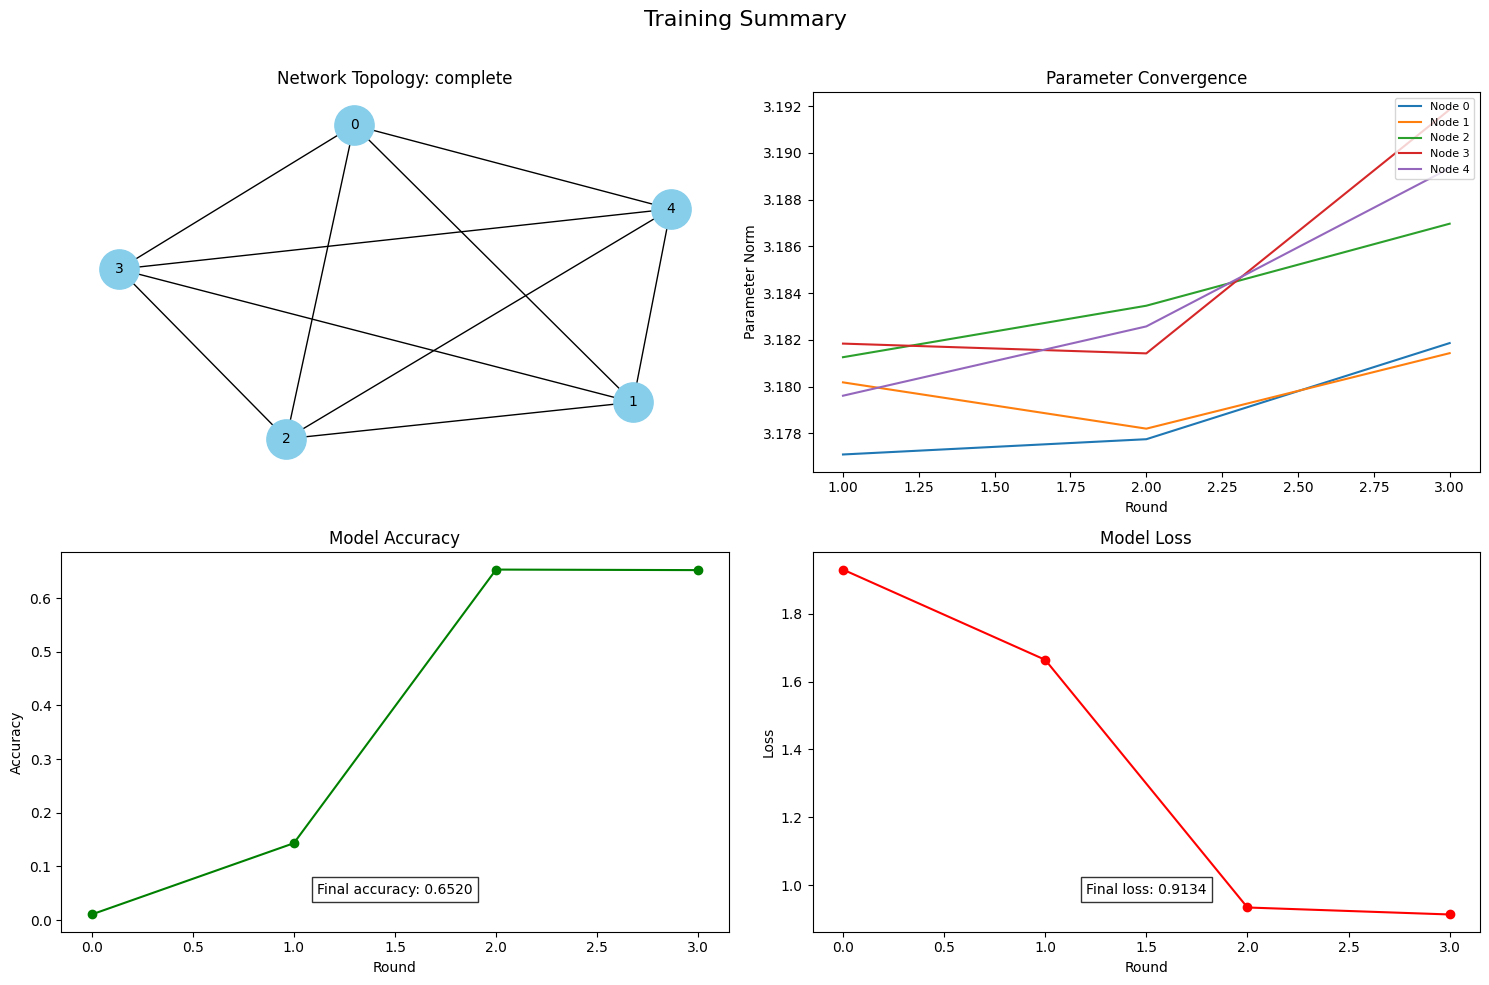 Training Summary
Network Topology: complete
0
4
3
1
2
Parameter Convergence
3.192
3.190
3.188
3.186
3.184
3.182
3.180
3.178
Parameter Norm
Node 0
Node 1
Node 2
Node 3
Node 4
1.00 1.25 1.50 1.75 2.00 2.25 2.50 2.75 3.00
Round
Model Accuracy
0.6
0.5
0.4
0.3
0.2
0.1
0.0
Accuracy
Final accuracy: 0.6520
0.0 0.5 1.0 1.5 2.0 2.5 3.0
Round
Model Loss
1.8
1.6
1.4
1.2
1.0
Loss
Final loss: 0.9134
0.0 0.5 1.0 1.5 2.0 2.5 3.0
Round